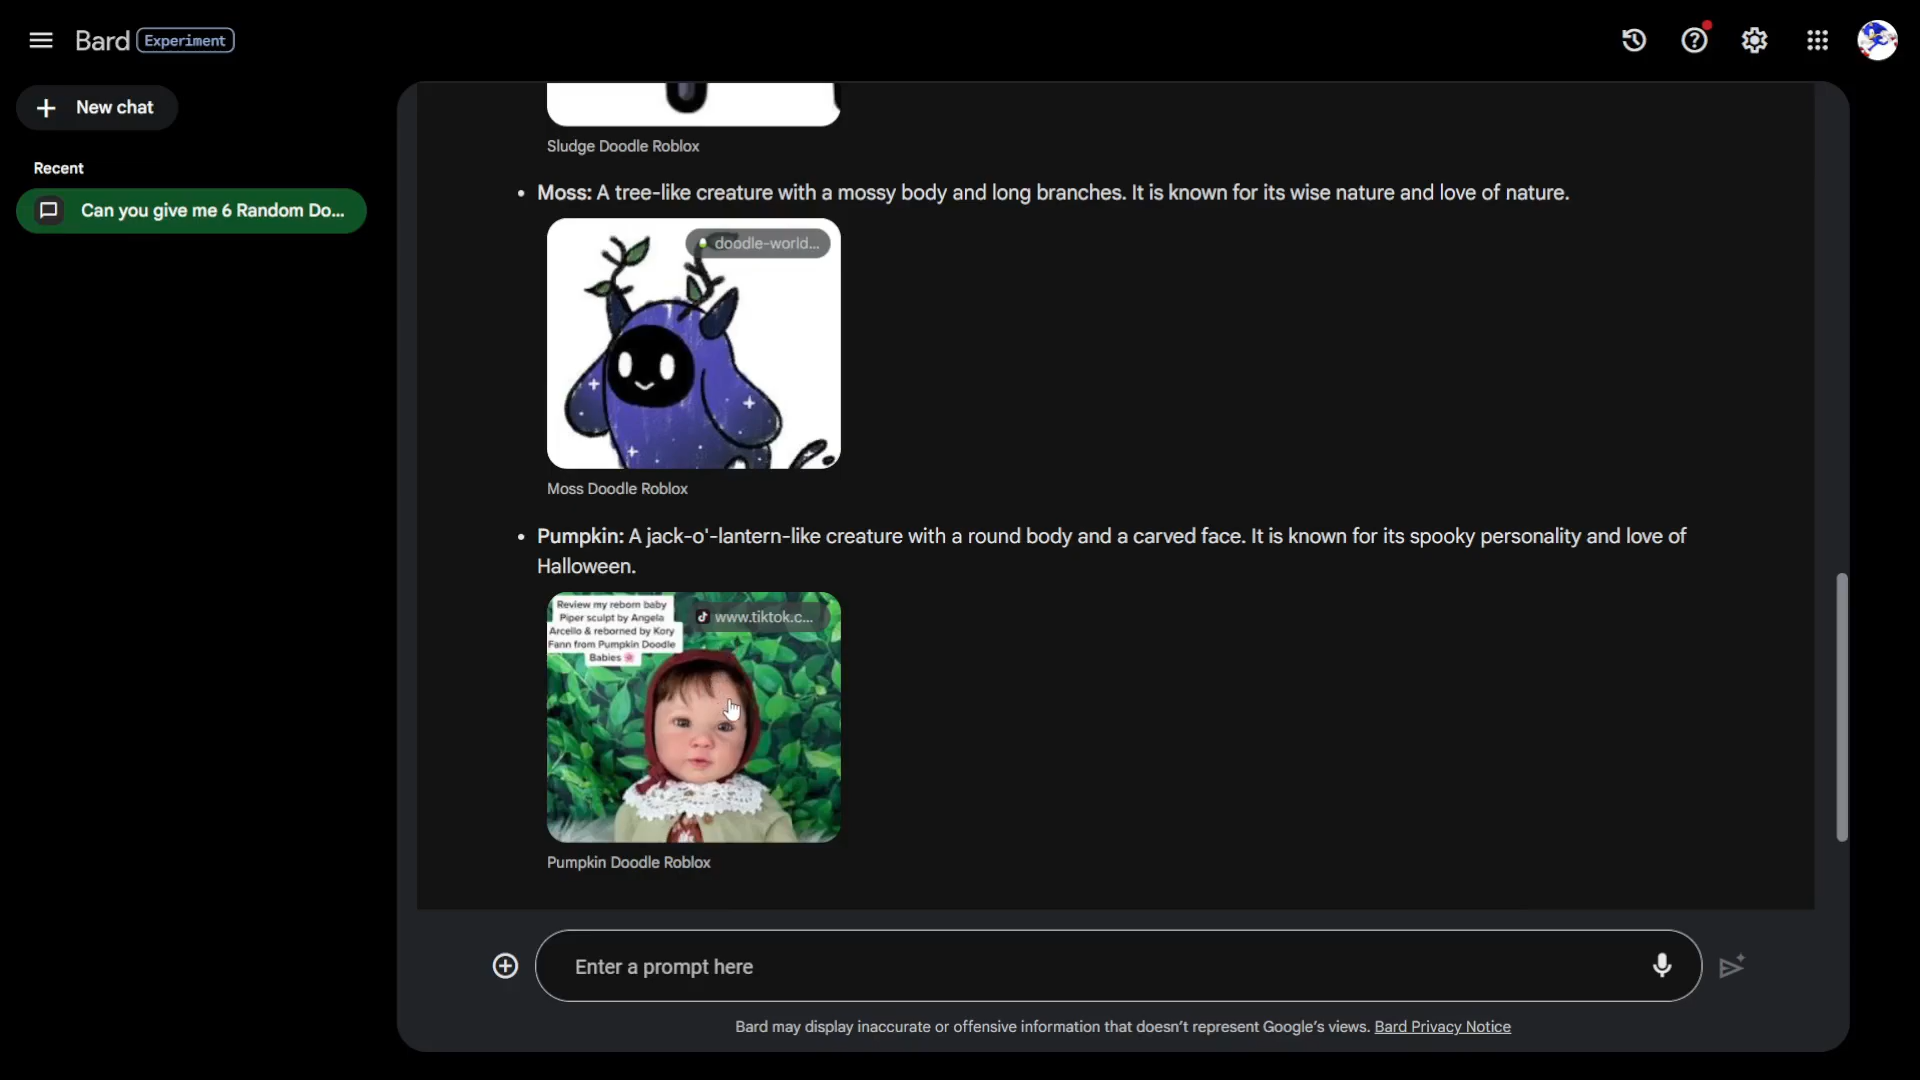 Bard Experiment
New chat
Recent
Can you give me 6 Random Do...
Sludge Doodle Roblox
• Moss: A tree-like creature with a mossy body and long branches. It is known for its wise nature and love of nature.
doodle-world...
Moss Doodle Roblox
• Pumpkin: A jack-o'-lantern-like creature with a round body and a carved face. It is known for its spooky personality and love of
Halloween.
Review my reborn baby
Piper sculpt by Angela
Arcello & reborned by Kory
Fann from Pumpkin Doodle
Babies 🌸
www.tiktok.c...
Pumpkin Doodle Roblox
Enter a prompt here
Bard may display inaccurate or offensive information that doesn't represent Google's views. Bard Privacy Notice